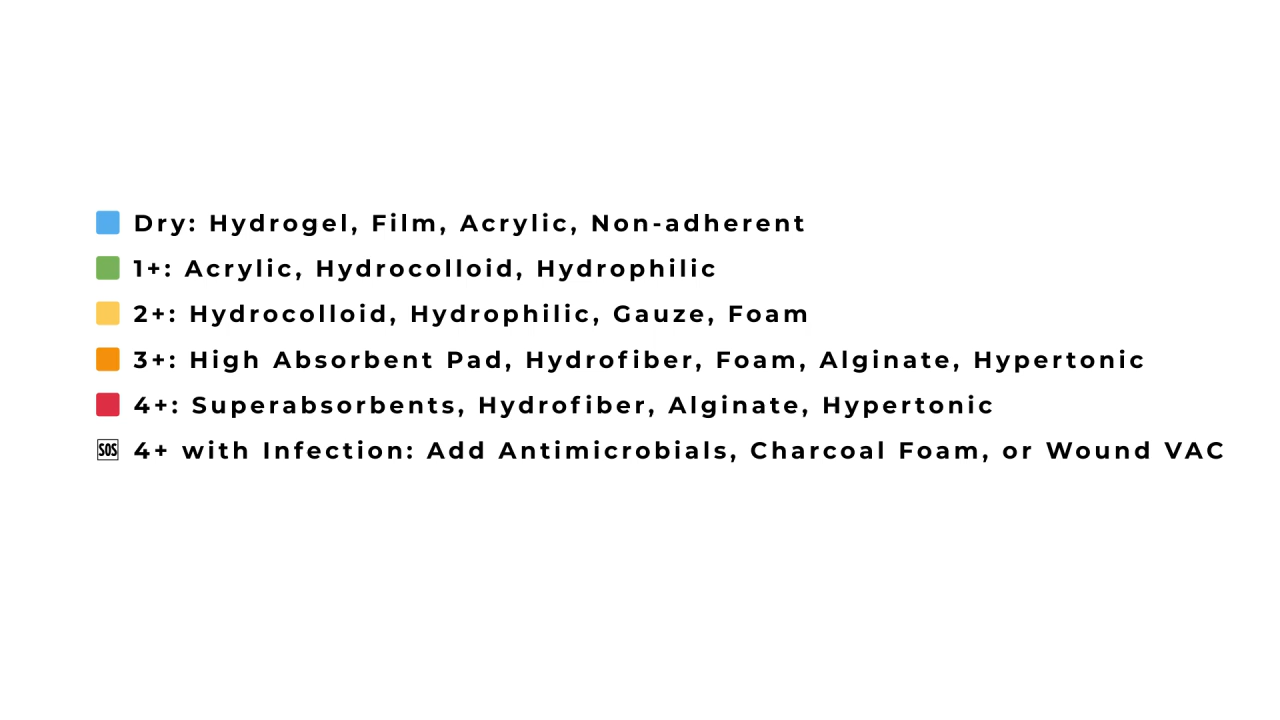 🟦 Dry: Hydrogel, Film, Acrylic, Non-adherent
🟩 1+: Acrylic, Hydrocolloid, Hydrophilic
🟨 2+: Hydrocolloid, Hydrophilic, Gauze, Foam
🟧 3+: High Absorbent Pad, Hydrofiber, Foam, Alginate, Hypertonic
🟥 4+: Superabsorbents, Hydrofiber, Alginate, Hypertonic
🆘 4+ with Infection: Add Antimicrobials, Charcoal Foam, or Wound VAC